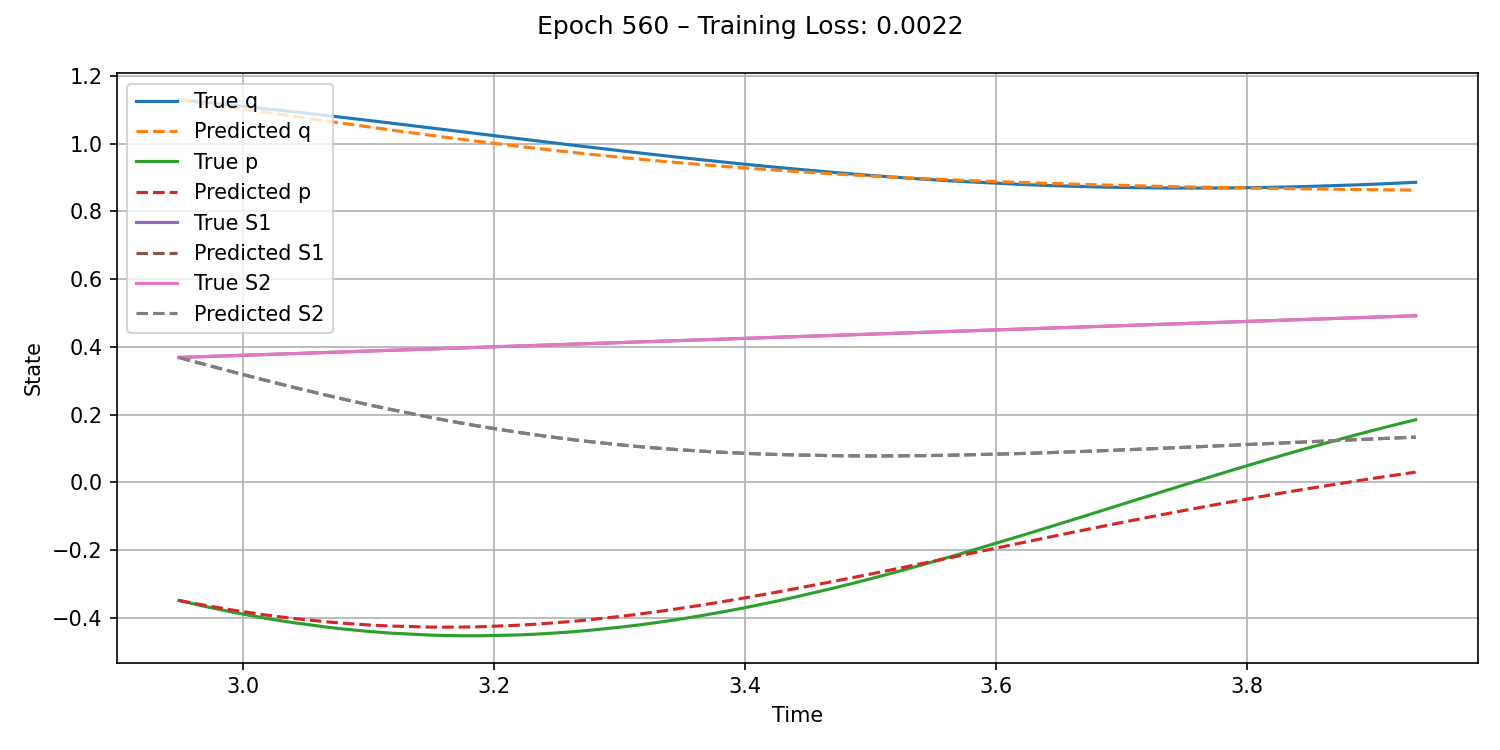 Epoch 560 – Training Loss: 0.0022
1.2
1.0
0.8
0.6
0.4
0.2
0.0
−0.2
−0.4
State
True q
Predicted q
True p
Predicted p
True S1
Predicted S1
True S2
Predicted S2
3.0
3.2
3.4
3.6
3.8
Time